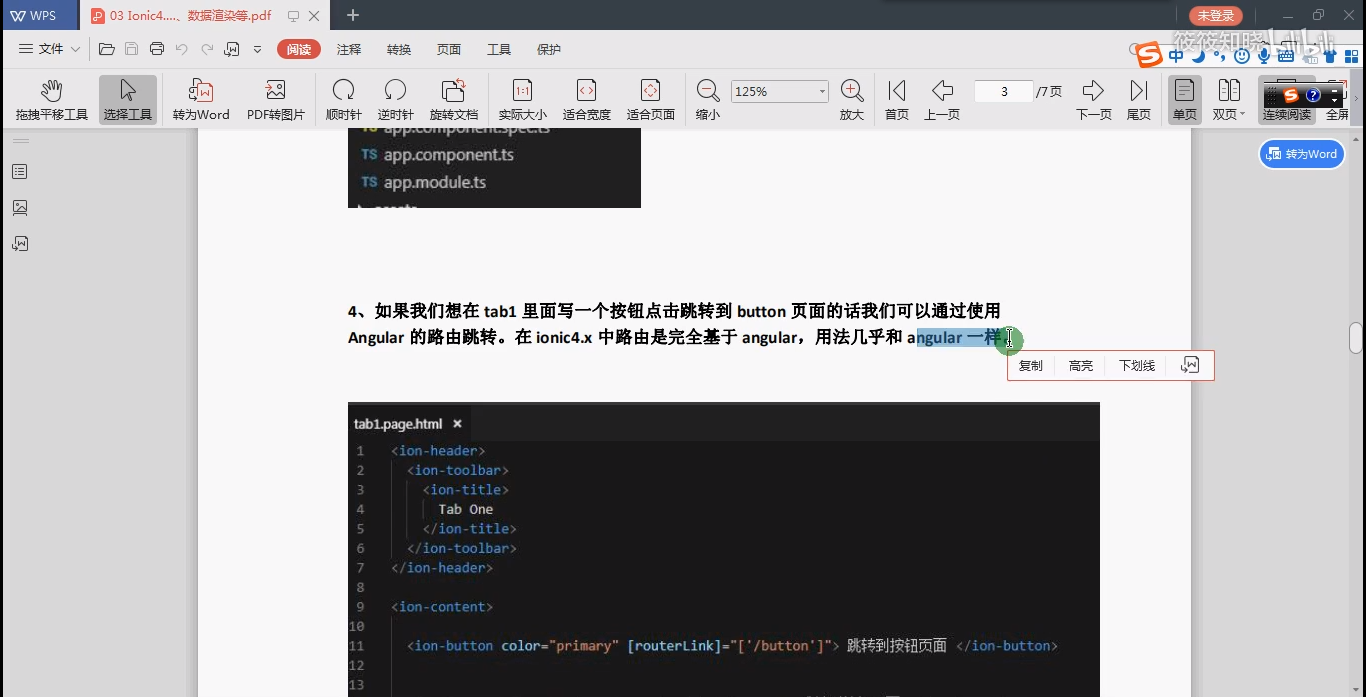 WPS
03 Ionic4....、数据渲染等.pdf
未登录
文件
阅读
注释
转换
页面
工具
保护
筱筱知晓
bilibili
中
拖拽平移工具
选择工具
转为Word
PDF转图片
顺时针
逆时针
旋转文档
1:1
实际大小
适合宽度
适合页面
缩小
125%
放大
首页
上一页
3
/7页
下一页
尾页
单页
双页
连续阅读
全屏
转为Word
app.component.spec.ts
TS app.component.ts
TS app.module.ts
4、如果我们想在 tab1 里面写一个按钮点击跳转到 button 页面的话我们可以通过使用
Angular 的路由跳转。在 ionic4.x 中路由是完全基于 angular，用法几乎和 angular 一样。
复制
高亮
下划线
tab1.page.html ×
1 <ion-header>
2 <ion-toolbar>
3 <ion-title>
4 Tab One
5 </ion-title>
6 </ion-toolbar>
7 </ion-header>
8
9 <ion-content>
10
11 <ion-button color="primary" [routerLink]="['/button']"> 跳转到按钮页面 </ion-button>
12
13